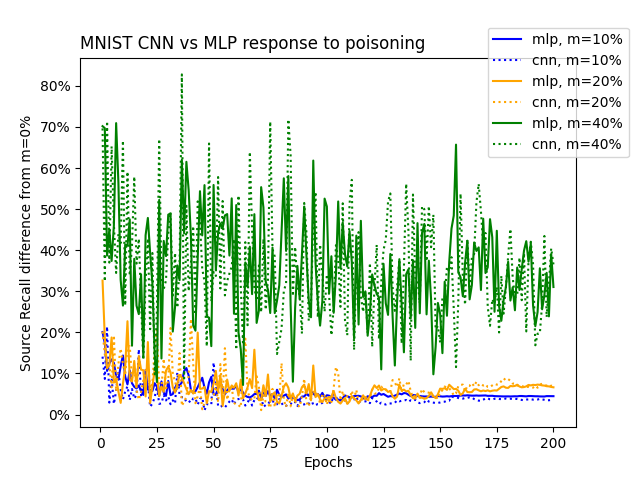 MNIST CNN vs MLP response to poisoning
mlp, m=10%
cnn, m=10%
mlp, m=20%
cnn, m=20%
mlp, m=40%
cnn, m=40%
Source Recall difference from m=0%
80%
70%
60%
50%
40%
30%
20%
10%
0%
0 25 50 75 100 125 150 175 200
Epochs